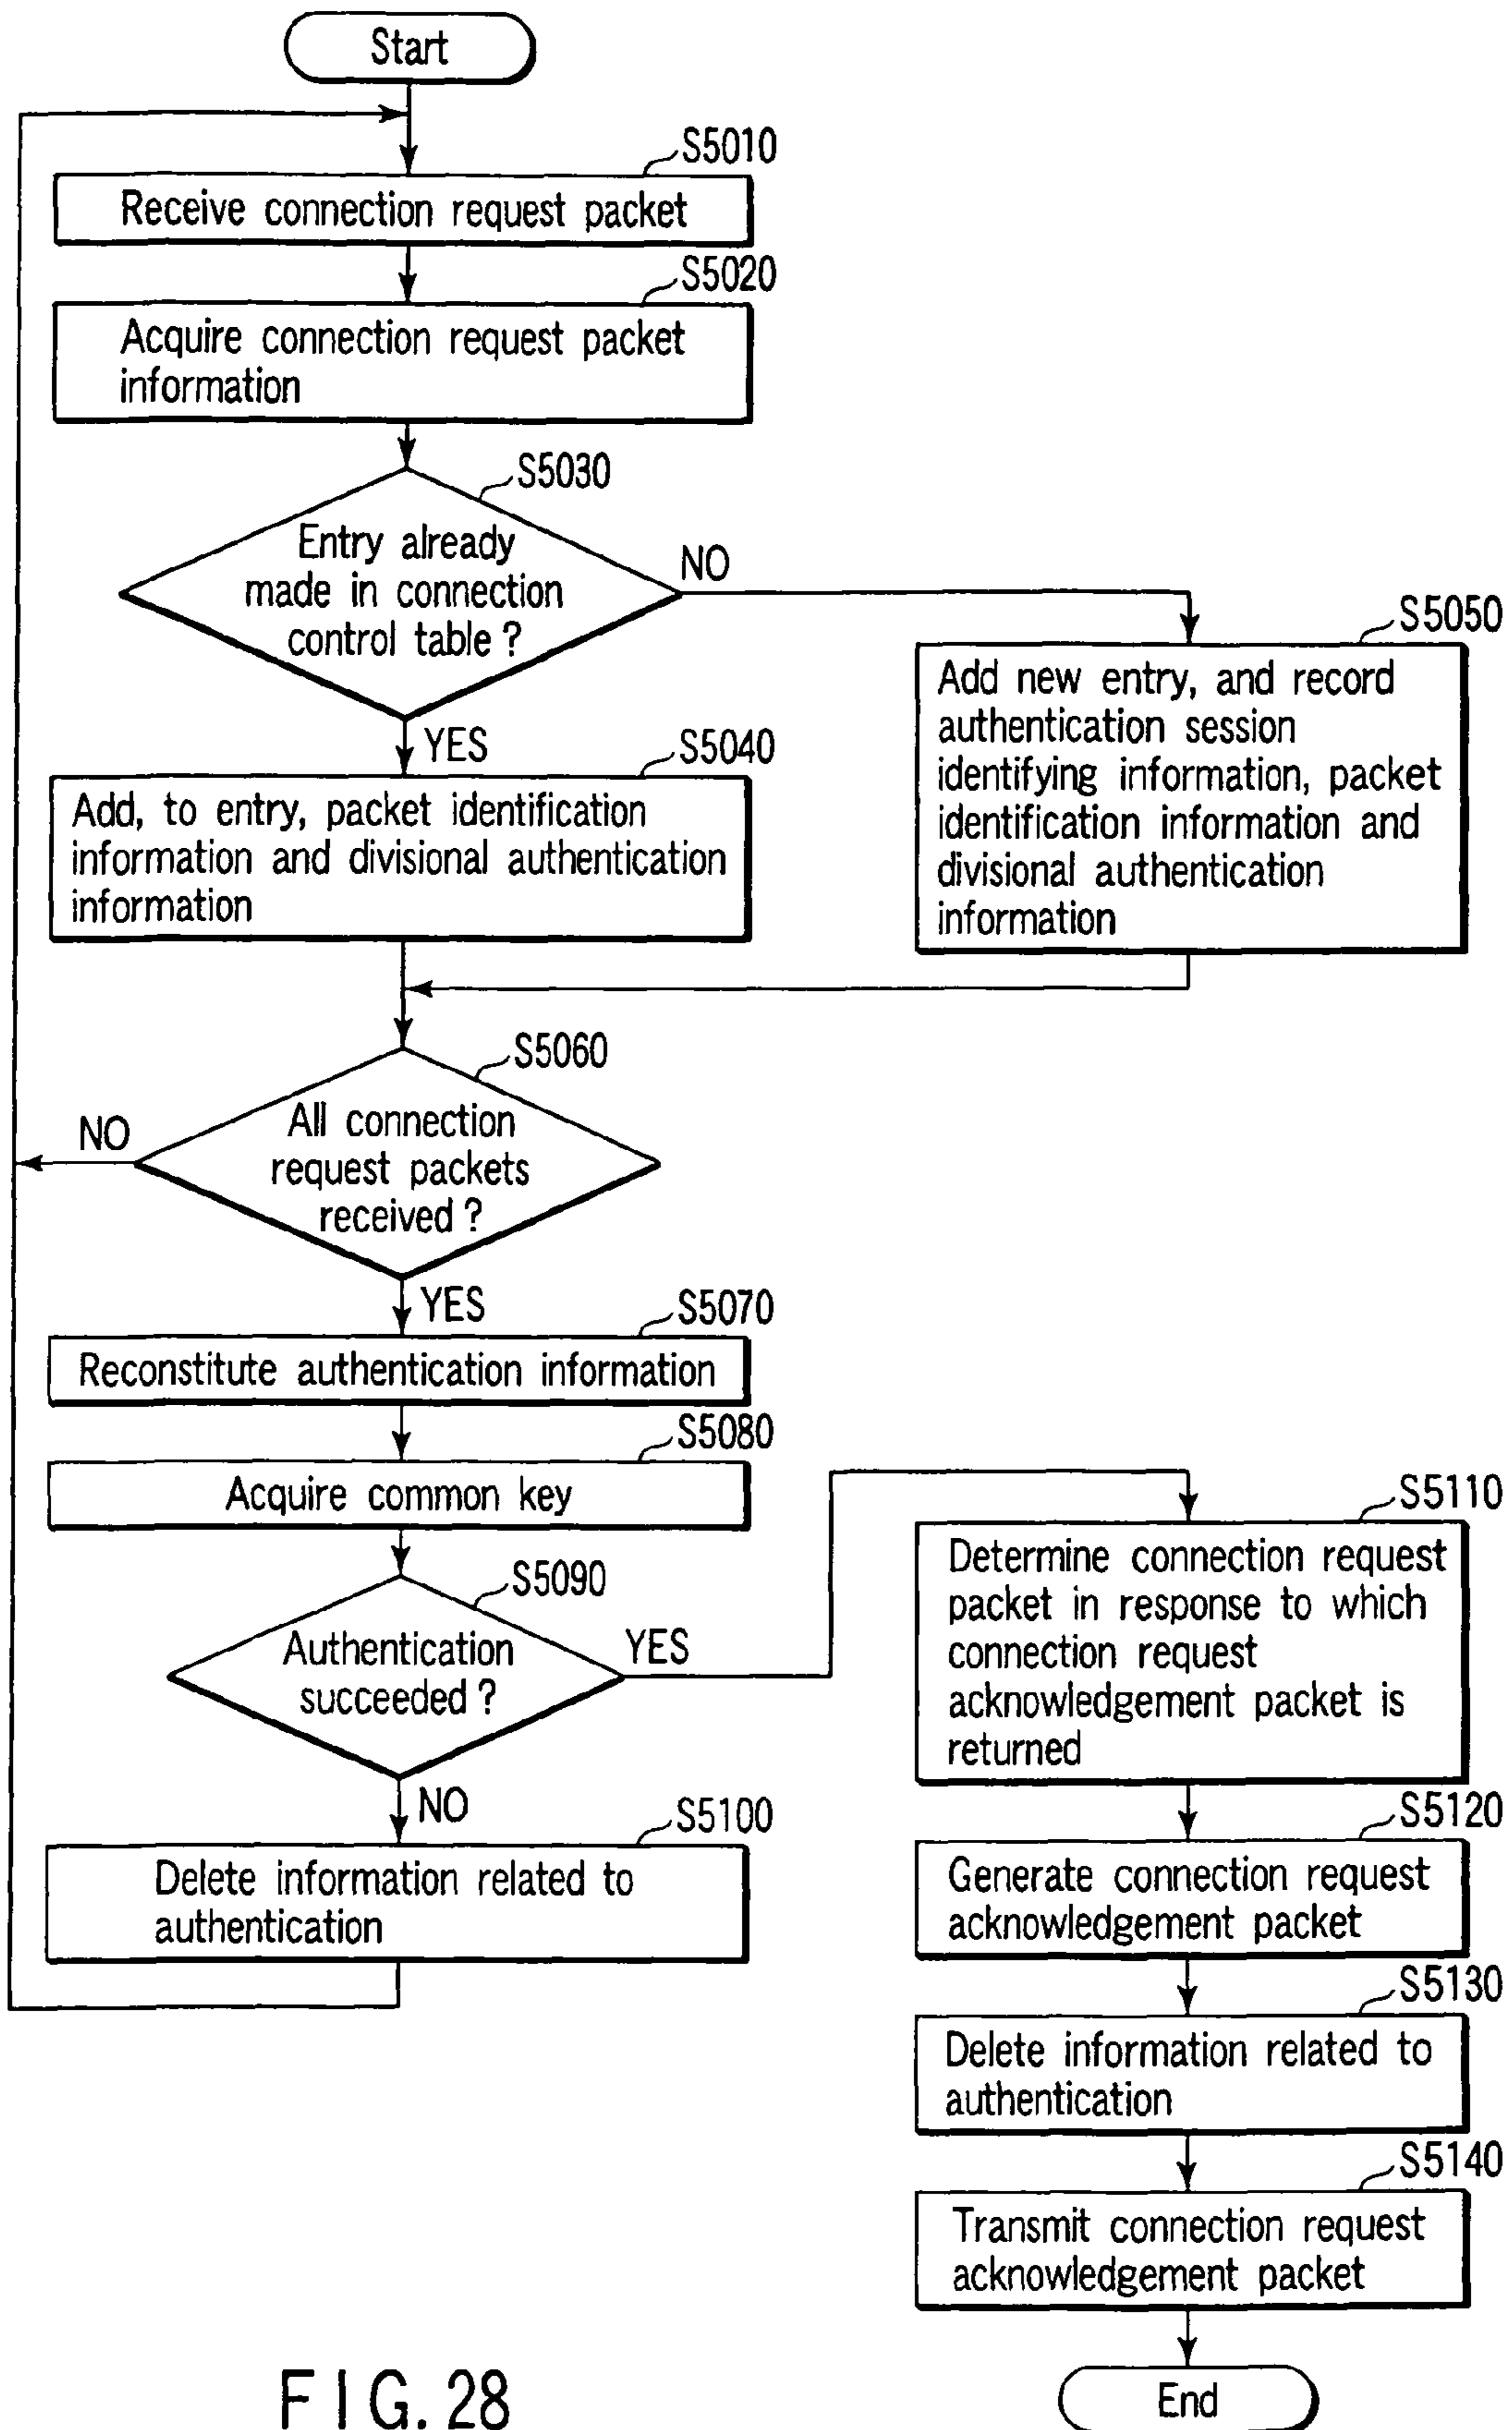 Start
S5010
Receive connection request packet
S5020
Acquire connection request packet
information
S5030
Entry already
made in connection
control table?
NO
YES
S5040
Add, to entry, packet identification
information and divisional authentication
information
S5050
Add new entry, and record
authentication session
identifying information, packet
identification information and
divisional authentication
information
S5060
All connection
request packets
received?
NO
YES
S5070
Reconstitute authentication information
S5080
Acquire common key
S5090
Authentication
succeeded?
YES
NO
S5100
Delete information related to
authentication
S5110
Determine connection request
packet in response to which
connection request
acknowledgement packet is
returned
S5120
Generate connection request
acknowledgement packet
S5130
Delete information related to
authentication
S5140
Transmit connection request
acknowledgement packet
End
FIG. 28